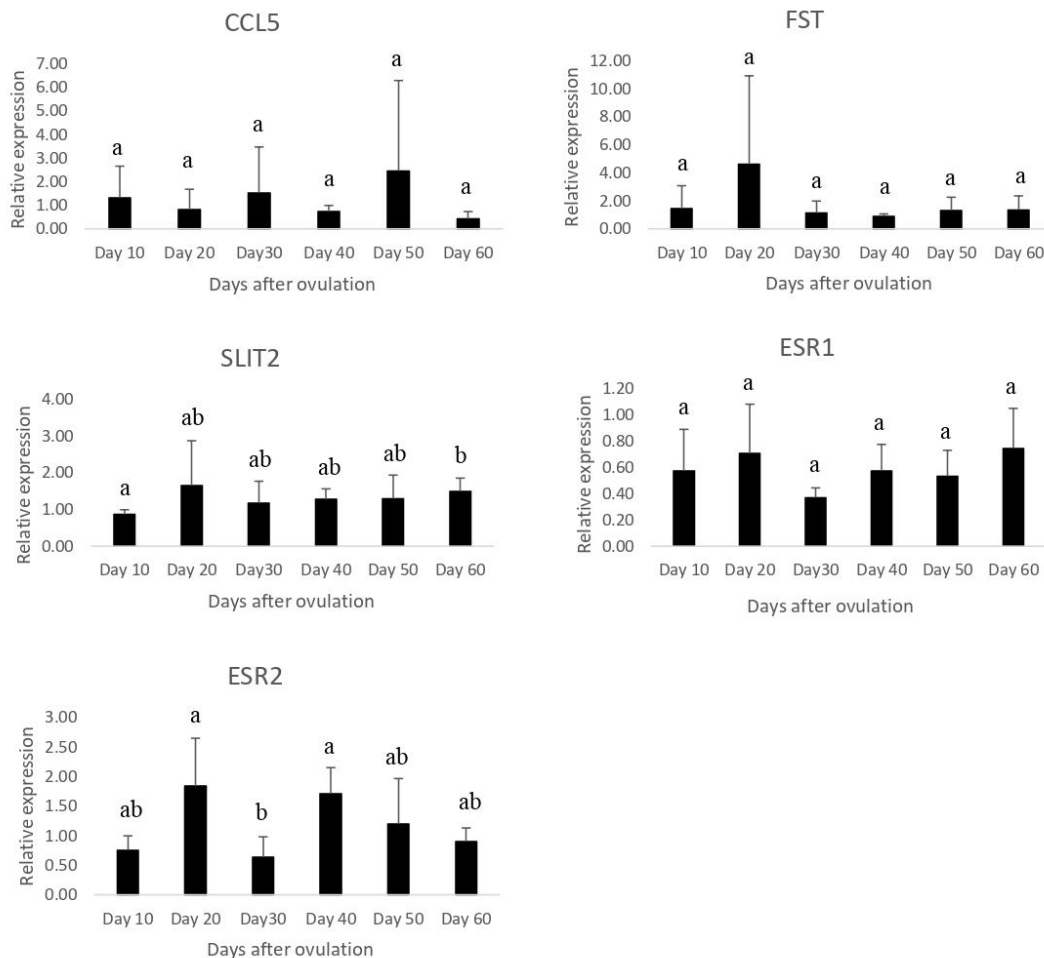 CCL5
Relative expression
7.00
6.00
5.00
4.00
3.00
2.00
1.00
0.00
a
a
a
a
a
a
Day 10
Day 20
Day30
Day 40
Day 50
Day 60
Days after ovulation
FST
Relative expression
12.00
10.00
8.00
6.00
4.00
2.00
0.00
a
a
a
a
a
a
Day 10
Day 20
Day30
Day 40
Day 50
Day 60
Days after ovulation
SLIT2
Relative expression
4.00
3.00
2.00
1.00
0.00
a
ab
ab
ab
ab
b
Day 10
Day 20
Day30
Day 40
Day 50
Day 60
Days after ovulation
ESR1
Relative expression
1.20
1.00
0.80
0.60
0.40
0.20
0.00
a
a
a
a
a
a
Day 10
Day 20
Day30
Day 40
Day 50
Day 60
Days after ovulation
ESR2
Relative expression
3.00
2.50
2.00
1.50
1.00
0.50
0.00
ab
a
b
a
ab
ab
Day 10
Day 20
Day30
Day 40
Day 50
Day 60
Days after ovulation